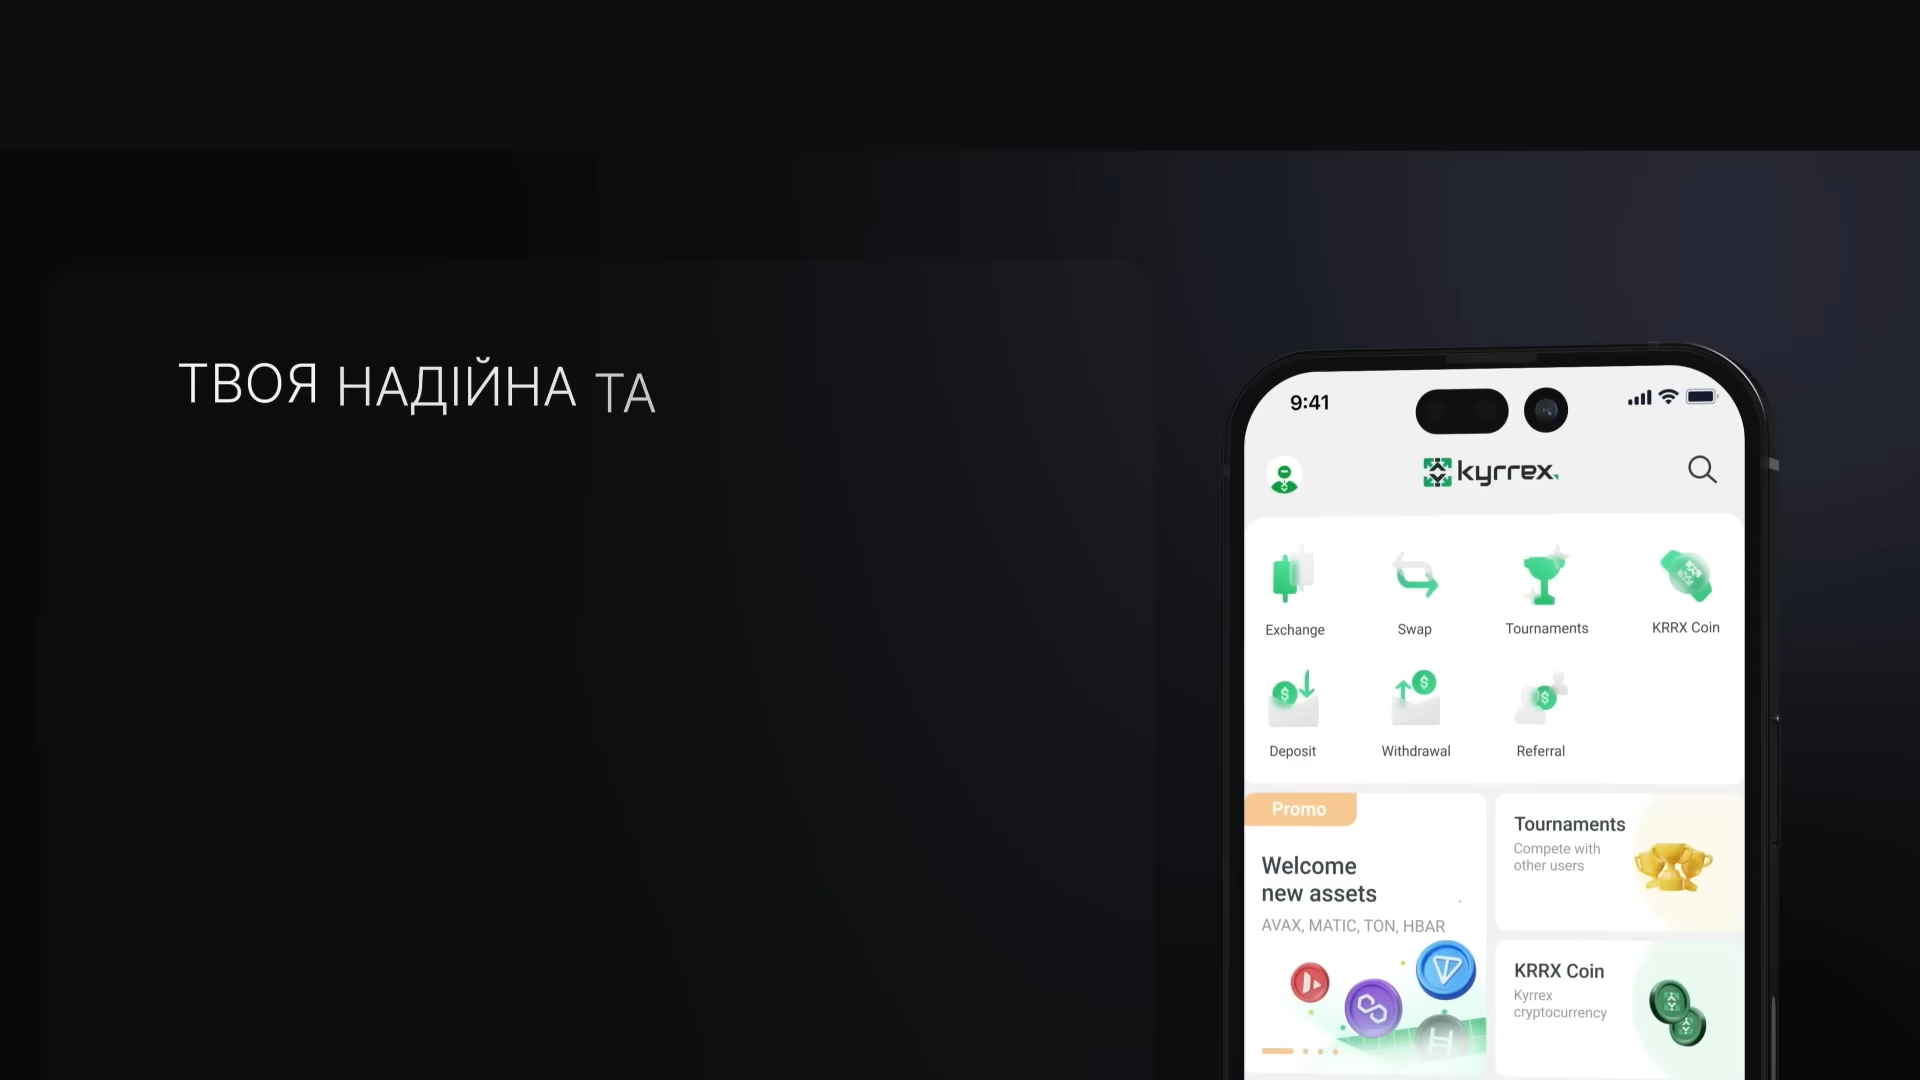 ТВОЯ НАДІЙНА ТА
9:41
kyrrex
Exchange
Swap
Tournaments
KRRX Coin
Deposit
Withdrawal
Referral
Promo
Welcome
new assets
AVAX, MATIC, TON, HBAR
Tournaments
Compete with
other users
KRRX Coin
Kyrrex
cryptocurrency